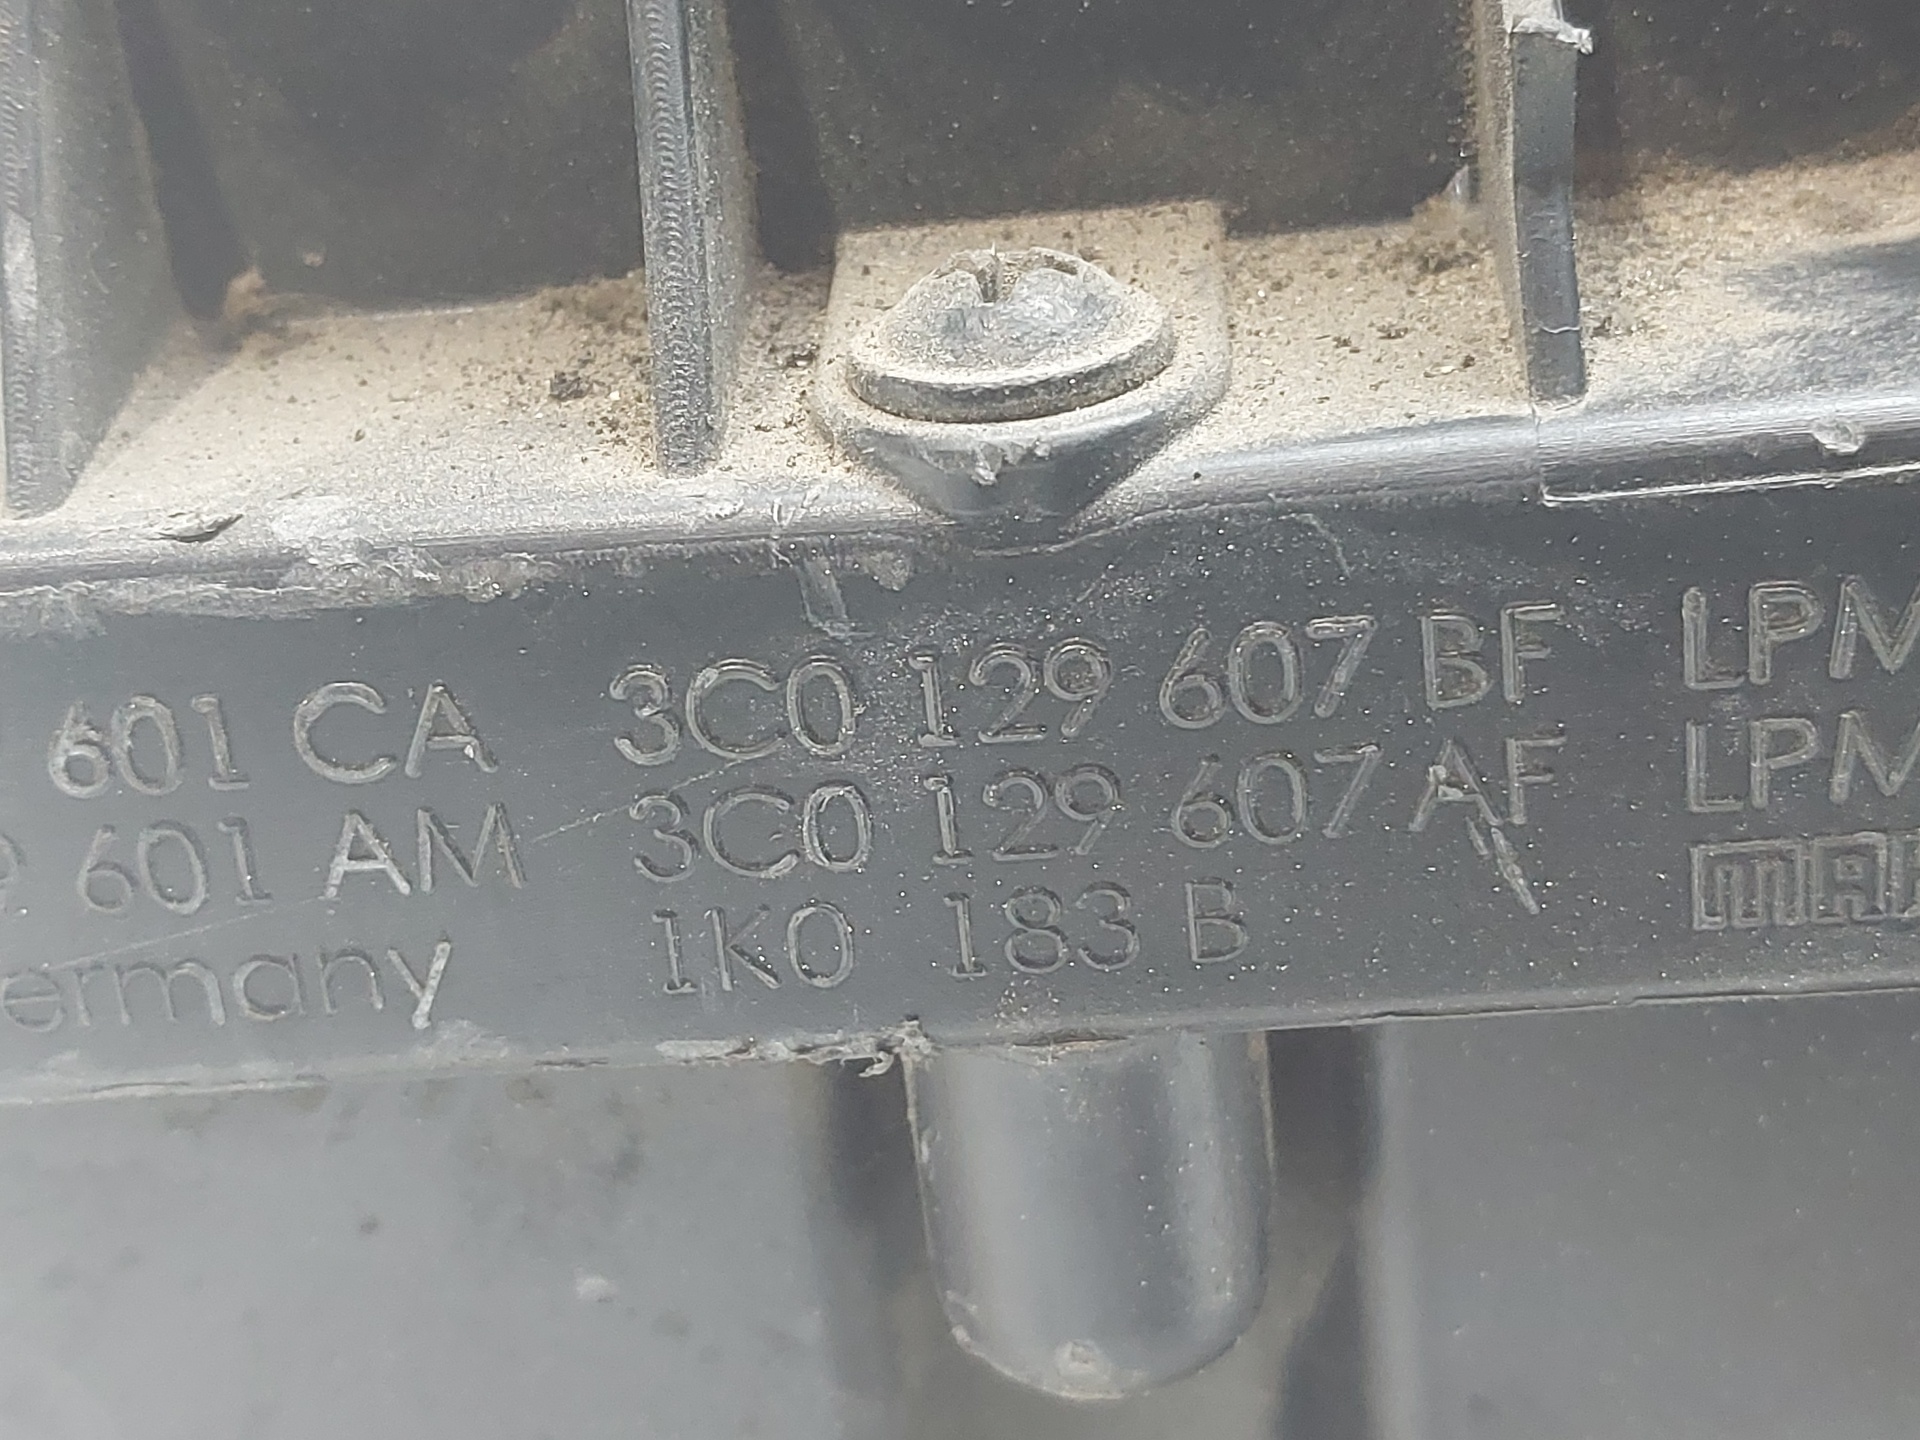 601 CA 3C0 129 607 BF LPM
601 AM 3C0 129 607 AF LPM
ermany 1K0 183 B